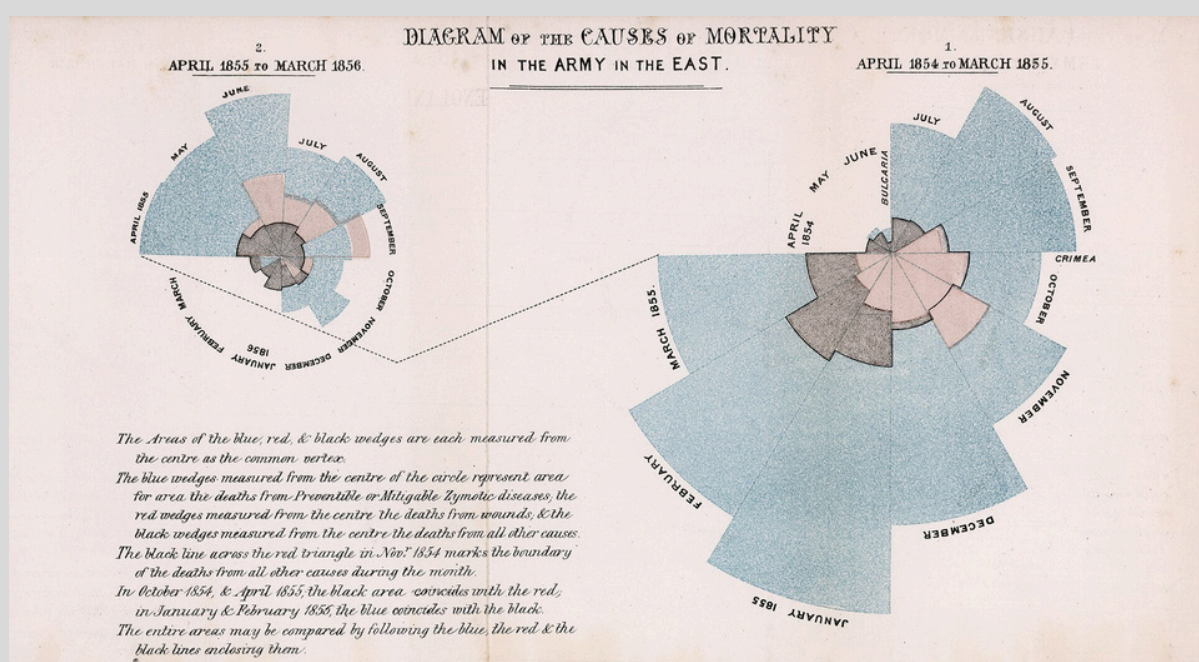 DIAGRAM OF THE CAUSES OF MORTALITY
IN THE ARMY IN THE EAST.
2.
APRIL 1855 TO MARCH 1856.
1.
APRIL 1854 TO MARCH 1855.
JUNE
JULY
AUGUST
SEPTEMBER
OCTOBER
NOVEMBER
DECEMBER
JANUARY
1856
FEBRUARY
MARCH
APRIL 1855
MAY
APRIL
1854
MAY
JUNE
BULGARIA
JULY
AUGUST
SEPTEMBER
CRIMEA
OCTOBER
NOVEMBER
DECEMBER
JANUARY 1855
FEBRUARY
MARCH 1855.
The Areas of the blue, red, & black wedges are each measured from
the centre as the common vertex.
The blue wedges measured from the centre of the circle represent area
for area the deaths from Preventible or Mitigable Zymotic diseases; the
red wedges measured from the centre the deaths from wounds; & the
black wedges measured from the centre the deaths from all other causes.
The black line across the red triangle in Novr. 1854 marks the boundary
of the deaths from all other causes during the month.
In October 1854, & April 1855, the black area coincides with the red;
in January & February 1856, the blue coincides with the black.
The entire areas may be compared by following the blue, the red & the
black lines enclosing them.